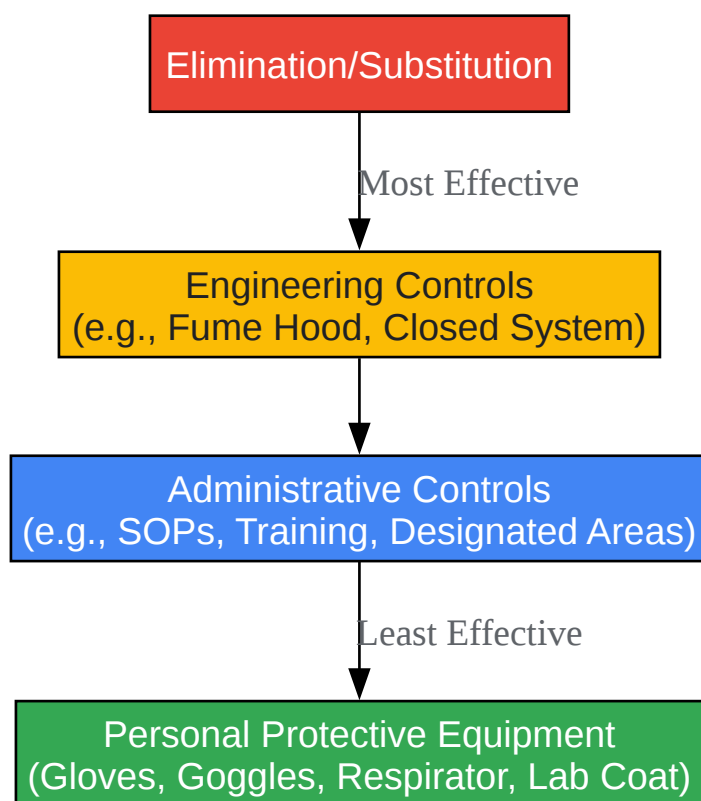 Elimination/Substitution
Most Effective
Engineering Controls
(e.g., Fume Hood, Closed System)
Administrative Controls
(e.g., SOPs, Training, Designated Areas)
Least Effective
Personal Protective Equipment
(Gloves, Goggles, Respirator, Lab Coat)